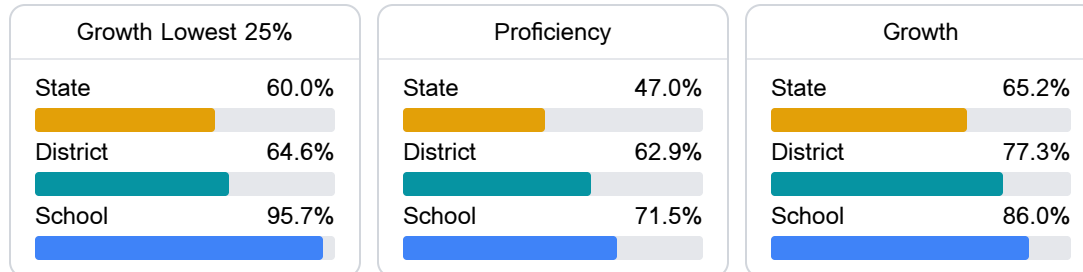 Growth Lowest 25%
State 60.0%
District 64.6%
School 95.7%
Proficiency
State 47.0%
District 62.9%
School 71.5%
Growth
State 65.2%
District 77.3%
School 86.0%